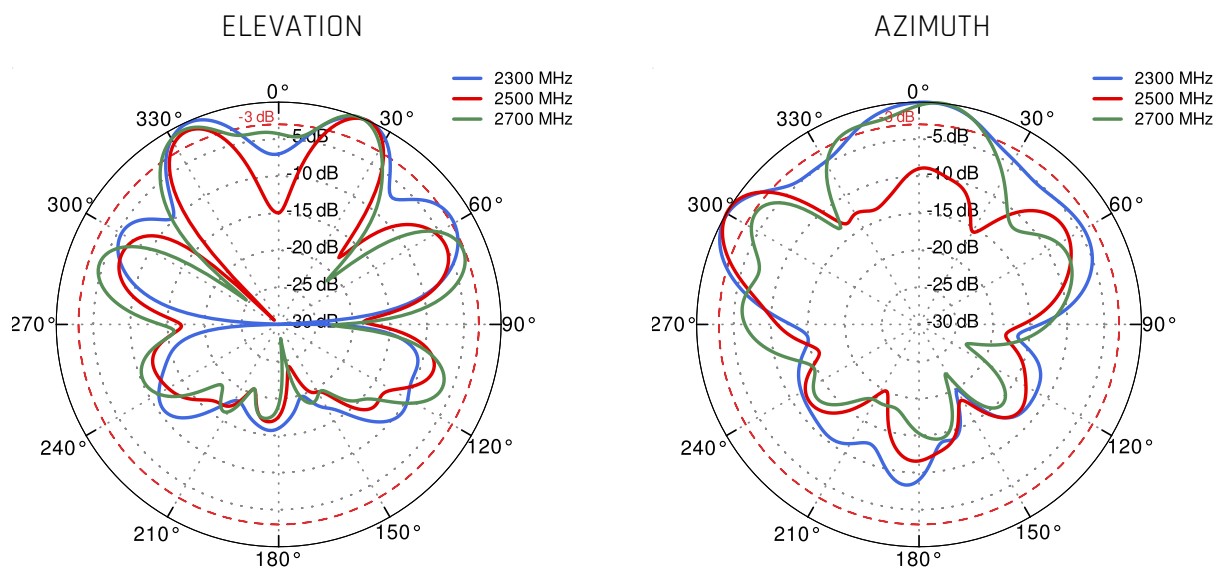 ELEVATION
2300 MHz
2500 MHz
2700 MHz
0°
30°
60°
90°
120°
150°
180°
210°
240°
270°
300°
330°
-3 dB
-5 dB
-10 dB
-15 dB
-20 dB
-25 dB
-30 dB
AZIMUTH
2300 MHz
2500 MHz
2700 MHz
0°
30°
60°
90°
120°
150°
180°
210°
240°
270°
300°
330°
-3 dB
-5 dB
-10 dB
-15 dB
-20 dB
-25 dB
-30 dB